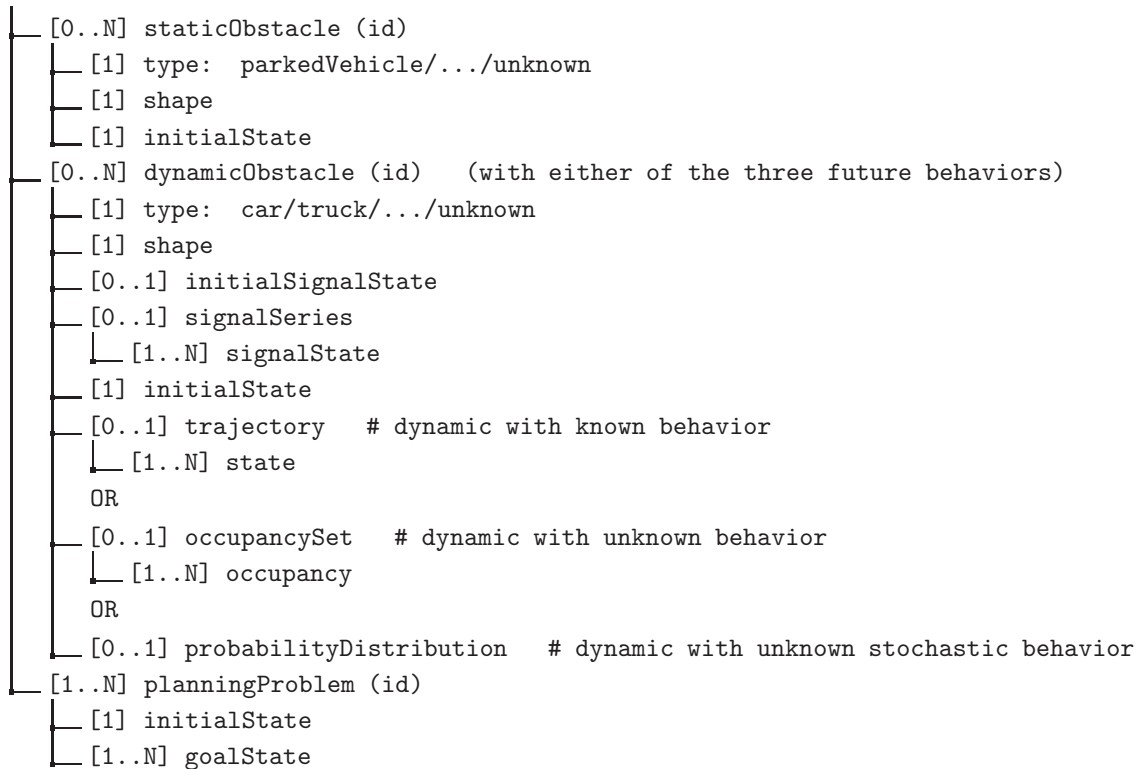 [0..N] staticObstacle (id)
[1] type: parkedVehicle/.../unknown
[1] shape
[1] initialState
[0..N] dynamicObstacle (id) (with either of the three future behaviors)
[1] type: car/truck/.../unknown
[1] shape
[0..1] initialSignalState
[0..1] signalSeries
[1..N] signalState
[1] initialState
[0..1] trajectory # dynamic with known behavior
[1..N] state
OR
[0..1] occupancySet # dynamic with unknown behavior
[1..N] occupancy
OR
[0..1] probabilityDistribution # dynamic with unknown stochastic behavior
[1..N] planningProblem (id)
[1] initialState
[1..N] goalState